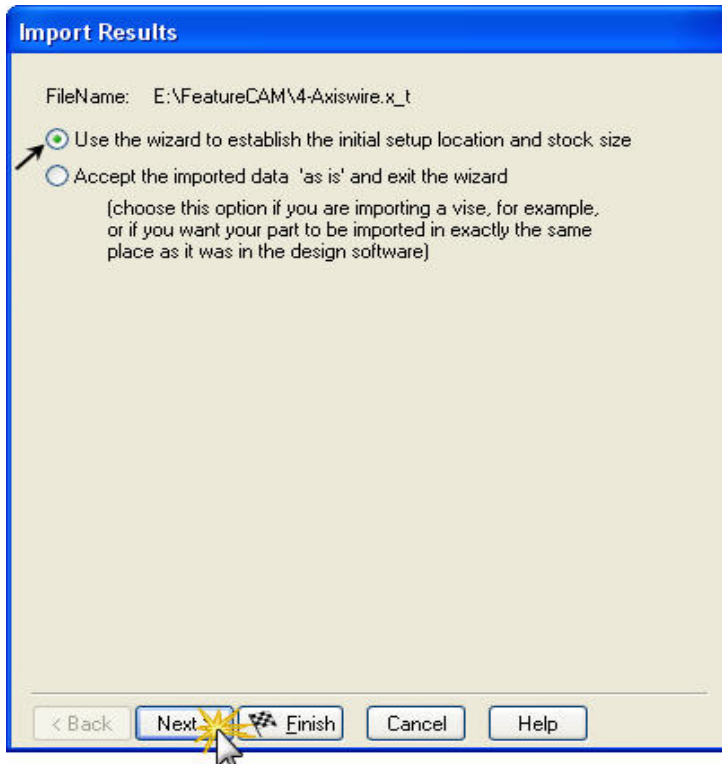 Import Results
FileName: E:\FeatureCAM\4-Axiswire.x_t
Use the wizard to establish the initial setup location and stock size
Accept the imported data 'as is' and exit the wizard
(choose this option if you are importing a vise, for example,
or if you want your part to be imported in exactly the same
place as it was in the design software)
< Back Next Finish Cancel Help